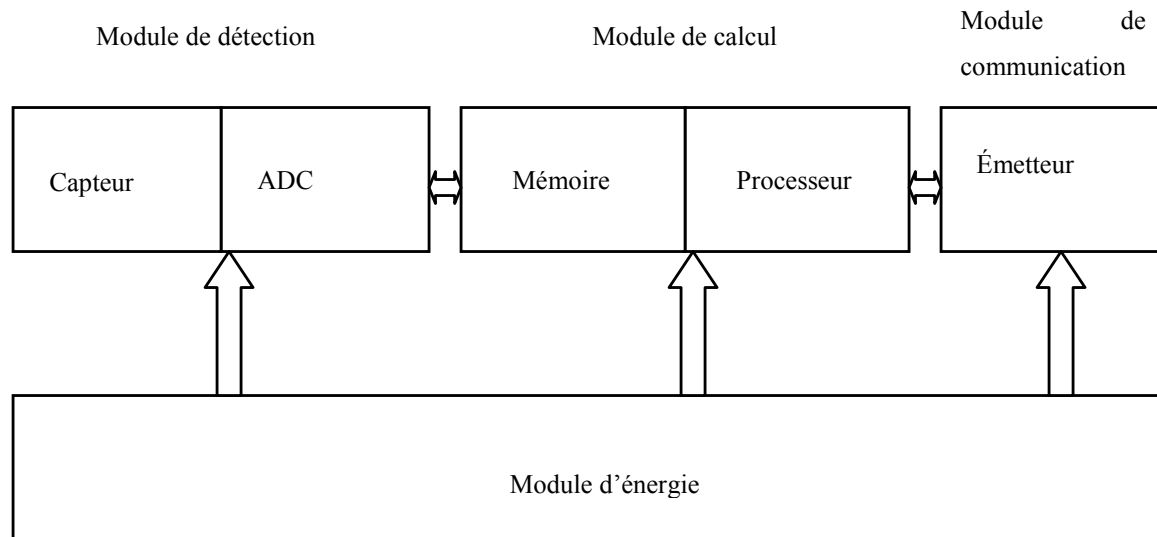 Module de détection
Module de calcul
Module de
communication
Capteur
ADC
Mémoire
Processeur
Émetteur
Module d’énergie